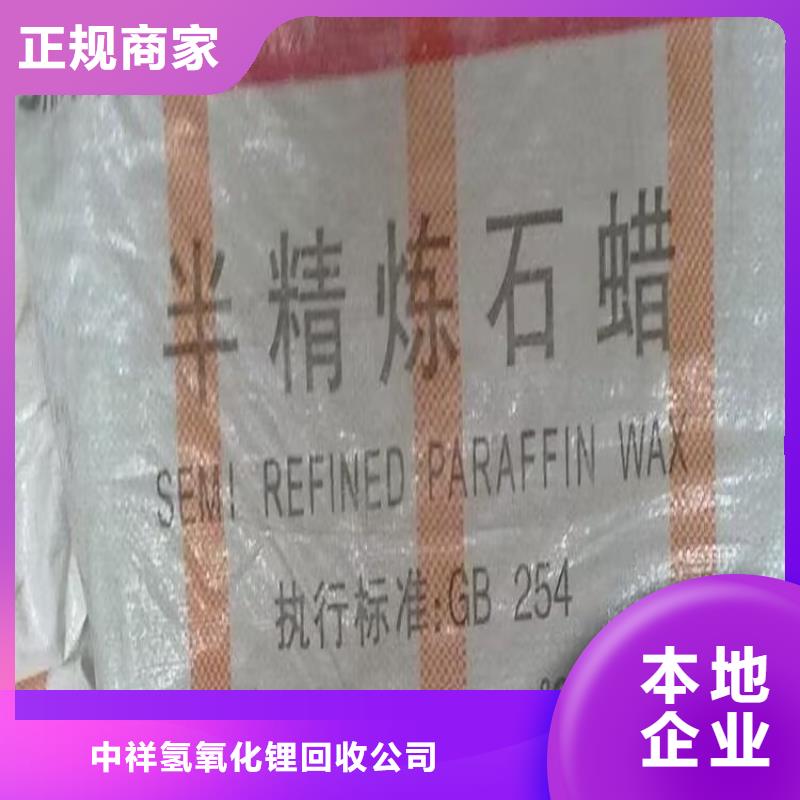 正规商家
半精炼石蜡
SEMI REFINED PARAFFIN WAX
执行标准:GB 254
本地
企业
中祥氢氧化锂回收公司